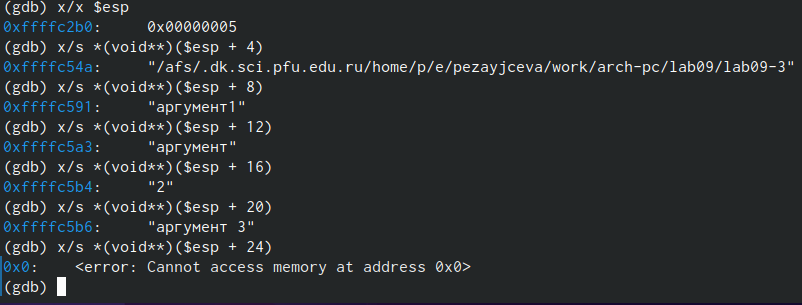 (gdb) x/x $esp
0xffffc2b0:     0x00000005
(gdb) x/s *(void**)($esp + 4)
0xffffc54a:     "/afs/.dk.sci.pfu.edu.ru/home/p/e/pezayjceva/work/arch-pc/lab09/lab09-3"
(gdb) x/s *(void**)($esp + 8)
0xffffc591:     "аргумент1"
(gdb) x/s *(void**)($esp + 12)
0xffffc5a3:     "аргумент"
(gdb) x/s *(void**)($esp + 16)
0xffffc5b4:     "2"
(gdb) x/s *(void**)($esp + 20)
0xffffc5b6:     "аргумент 3"
(gdb) x/s *(void**)($esp + 24)
0x0:    <error: Cannot access memory at address 0x0>
(gdb)